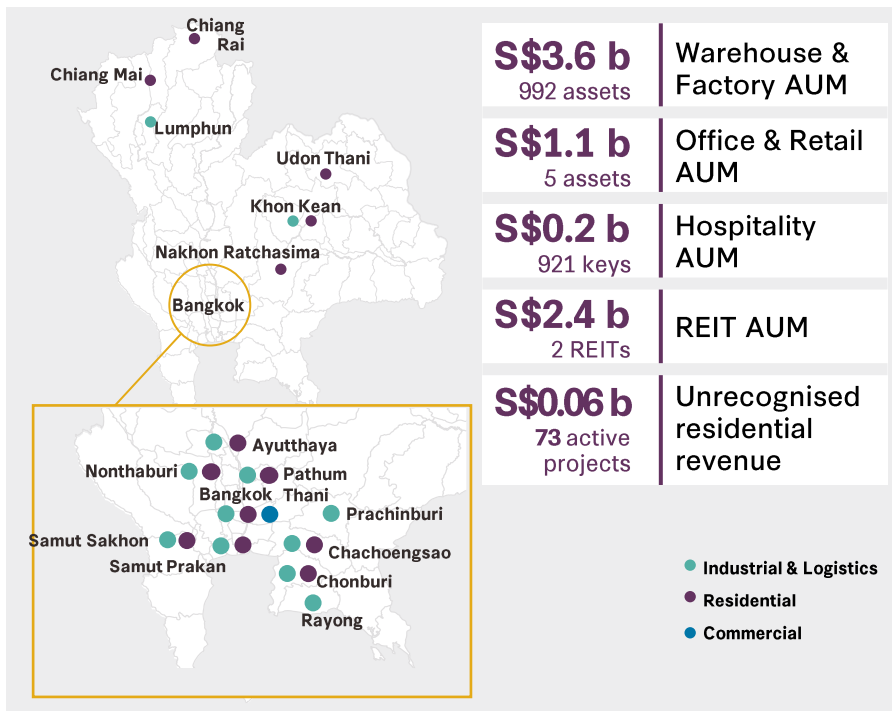 Chiang
Rai
Chiang Mai
Lumphun
Udon Thani
Khon Kean
Nakhon Ratchasima
Bangkok
Ayutthaya
Nonthaburi
Pathum
Thani
Bangkok
Prachinburi
Samut Sakhon
Samut Prakan
Chachoengsao
Chonburi
Rayong
S$3.6 b
992 assets
Warehouse &
Factory AUM
S$1.1 b
5 assets
Office & Retail
AUM
S$0.2 b
921 keys
Hospitality
AUM
S$2.4 b
2 REITs
REIT AUM
S$0.06 b
73 active
projects
Unrecognised
residential
revenue
Industrial & Logistics
Residential
Commercial